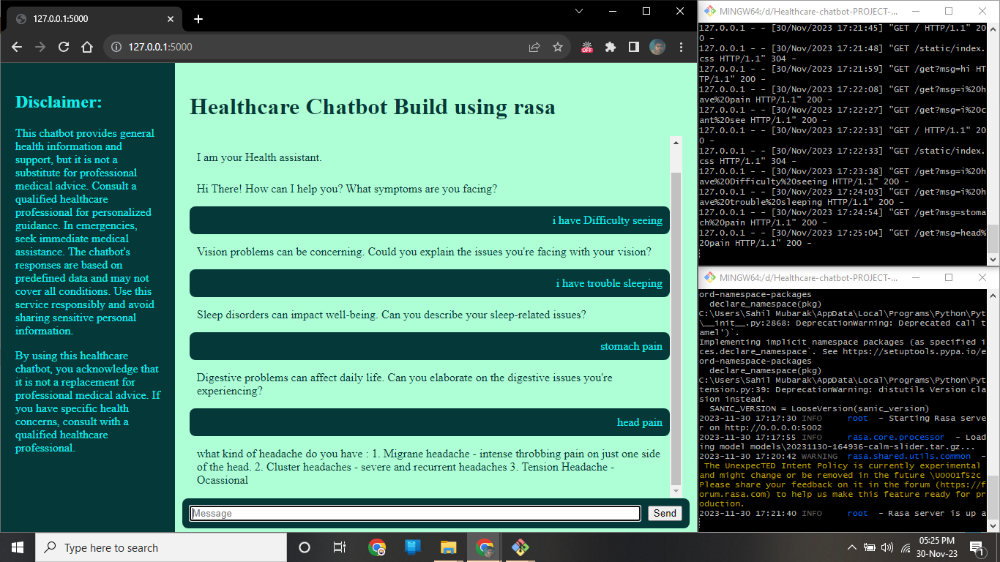 127.0.0.1:5000
127.0.0.1:5000
OFF
Disclaimer:
This chatbot provides general
health information and
support, but it is not a
substitute for professional
medical advice. Consult a
qualified healthcare
professional for personalized
guidance. In emergencies,
seek immediate medical
assistance. The chatbot's
responses are based on
predefined data and may not
cover all conditions. Use this
service responsibly and avoid
sharing sensitive personal
information.
By using this healthcare
chatbot, you acknowledge that
it is not a replacement for
professional medical advice. If
you have specific health
concerns, consult with a
qualified healthcare
professional.
Healthcare Chatbot Build using rasa
I am your Health assistant.
Hi There! How can I help you? What symptoms are you facing?
i have Difficulty seeing
Vision problems can be concerning. Could you explain the issues you're facing with your vision?
i have trouble sleeping
Sleep disorders can impact well-being. Can you describe your sleep-related issues?
stomach pain
Digestive problems can affect daily life. Can you elaborate on the digestive issues you're
experiencing?
head pain
what kind of headache do you have : 1. Migrane headache - intense throbbing pain on just one side
of the head. 2. Cluster headaches - severe and recurrent headaches 3. Tension Headache -
Ocassional
Message
Send
MINGW64:/d/Healthcare-chatbot-PROJECT-...
127.0.0.1 - - [30/Nov/2023 17:21:45] "GET / HTTP/1.1" 20
0 -
127.0.0.1 - - [30/Nov/2023 17:21:48] "GET /static/index.
css HTTP/1.1" 304 -
127.0.0.1 - - [30/Nov/2023 17:21:59] "GET /get?msg=hi HT
TP/1.1" 200 -
127.0.0.1 - - [30/Nov/2023 17:22:08] "GET /get?msg=i%20h
ave%20pain HTTP/1.1" 200 -
127.0.0.1 - - [30/Nov/2023 17:22:27] "GET /get?msg=i%20c
ant%20see HTTP/1.1" 200 -
127.0.0.1 - - [30/Nov/2023 17:22:33] "GET / HTTP/1.1" 20
0 -
127.0.0.1 - - [30/Nov/2023 17:22:33] "GET /static/index.
css HTTP/1.1" 304 -
127.0.0.1 - - [30/Nov/2023 17:23:38] "GET /get?msg=i%20h
ave%20Difficulty%20seeing HTTP/1.1" 200 -
127.0.0.1 - - [30/Nov/2023 17:24:03] "GET /get?msg=i%20h
ave%20trouble%20sleeping HTTP/1.1" 200 -
127.0.0.1 - - [30/Nov/2023 17:24:54] "GET /get?msg=stoma
ch%20pain HTTP/1.1" 200 -
127.0.0.1 - - [30/Nov/2023 17:25:04] "GET /get?msg=head%
20pain HTTP/1.1" 200 -
MINGW64:/d/Healthcare-chatbot-PROJECT-...
ord-namespace-packages
declare_namespace(pkg)
C:\Users\Sahil Mubarak\AppData\Local\Programs\Python\Pyt
\__init__.py:2868: DeprecationWarning: Deprecated call t
amel')`.
Implementing implicit namespace packages (as specified i
ces.declare_namespace`. See https://setuptools.pypa.io/e
ord-namespace-packages
declare_namespace(pkg)
C:\Users\Sahil Mubarak\AppData\Local\Programs\Python\Pyt
tension.py:39: DeprecationWarning: distutils Version cla
sion instead.
SANIC_VERSION = LooseVersion(sanic_version)
2023-11-30 17:17:30 INFO root - Starting Rasa serve
r on http://0.0.0.0:5002
2023-11-30 17:17:55 INFO rasa.core.processor - Load
ing model models\20231130-164936-calm-slider.tar.gz...
2023-11-30 17:20:42 WARNING rasa.shared.utils.common -
The UnexpecTED Intent Policy is currently experimental
and might change or be removed in the future \U0001f52c
Please share your feedback on it in the forum (https://f
orum.rasa.com) to help us make this feature ready for pr
oduction.
2023-11-30 17:21:40 INFO root - Rasa server is up a
Type here to search
05:25 PM
30-Nov-23
1